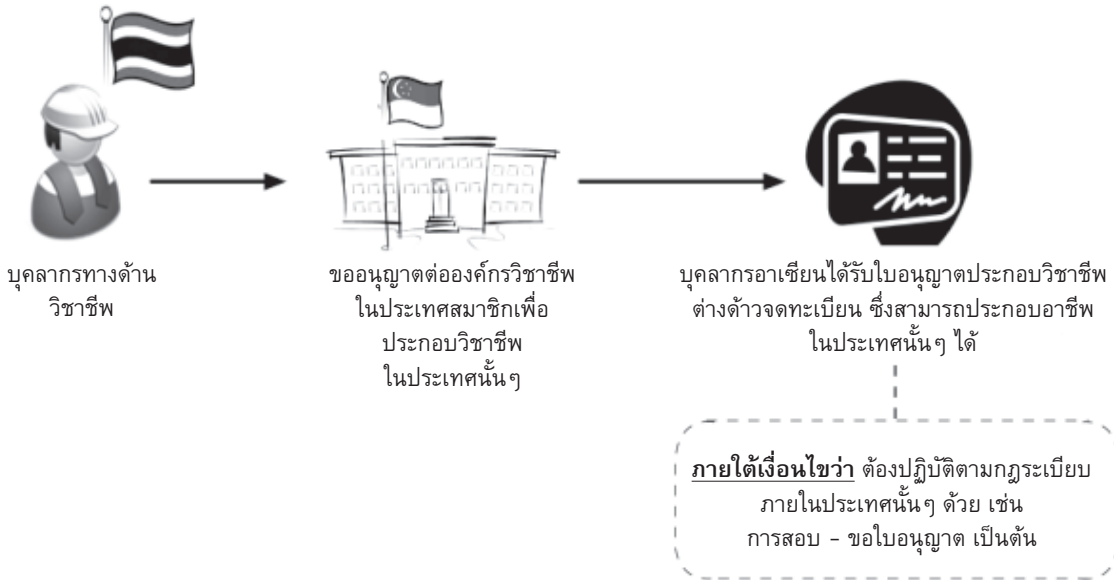 บุคลากรทางด้าน
วิชาชีพ
ขออนุญาตต่อองค์กรวิชาชีพ
ในประเทศสมาชิกเพื่อ
ประกอบวิชาชีพ
ในประเทศนั้นๆ
บุคลากรอาเซียนได้รับใบอนุญาตประกอบวิชาชีพ
ต่างด้าวจดทะเบียน ซึ่งสามารถประกอบอาชีพ
ในประเทศนั้นๆ ได้
ภายใต้เงื่อนไขว่า ต้องปฏิบัติตามกฎระเบียบ
ภายในประเทศนั้นๆ ด้วย เช่น
การสอบ - ขอใบอนุญาต เป็นต้น